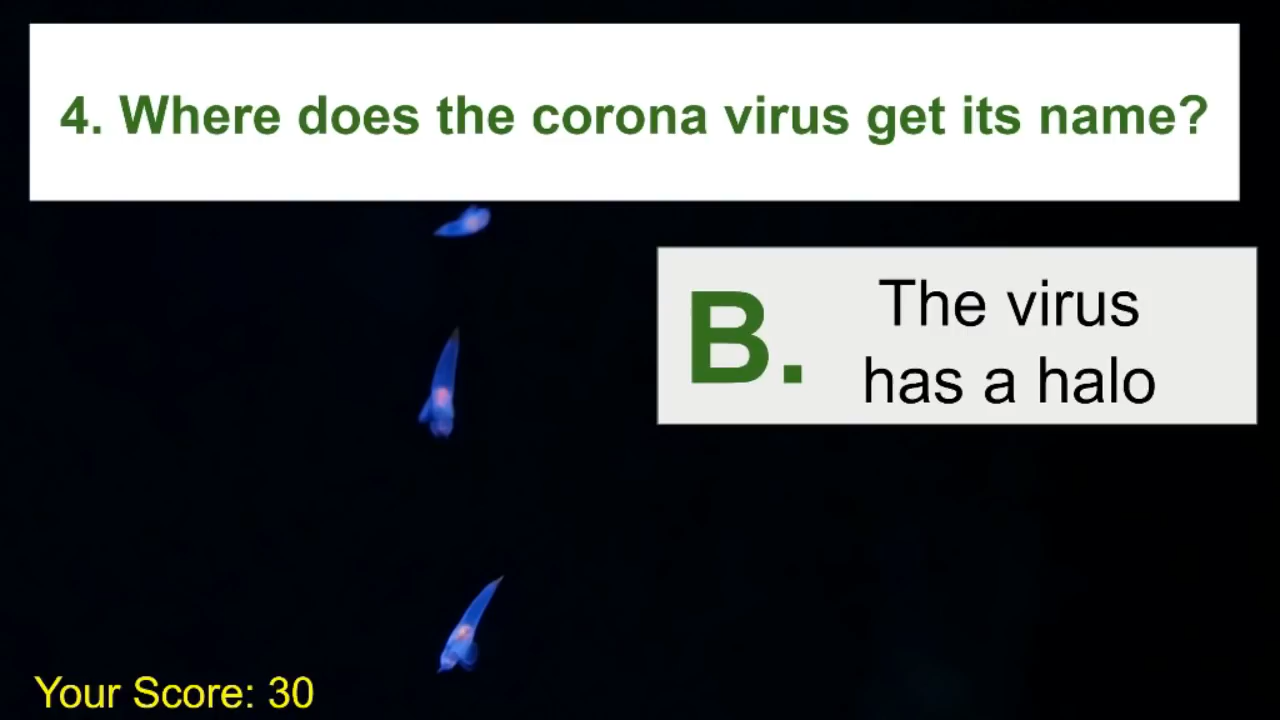 4. Where does the corona virus get its name?
B.
The virus
has a halo
Your Score: 30